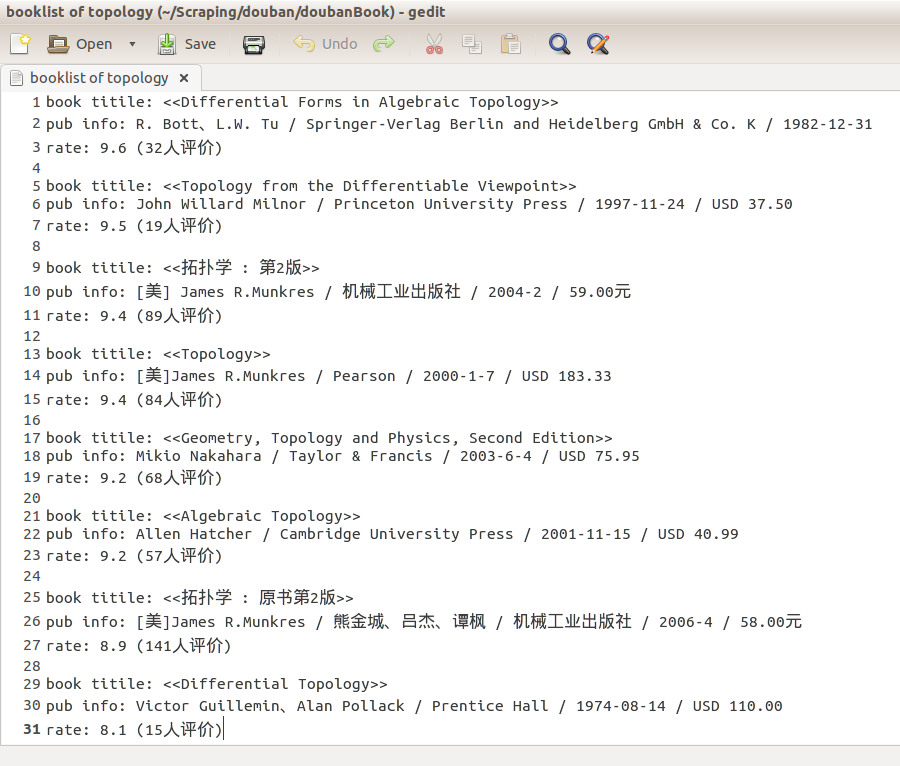 booklist of topology (~/Scraping/douban/doubanBook) - gedit
Open Save Undo
booklist of topology ×
1 book titile: <<Differential Forms in Algebraic Topology>>
2 pub info: R. Bott、L.W. Tu / Springer-Verlag Berlin and Heidelberg GmbH & Co. K / 1982-12-31
3 rate: 9.6 (32人评价)
4
5 book titile: <<Topology from the Differentiable Viewpoint>>
6 pub info: John Willard Milnor / Princeton University Press / 1997-11-24 / USD 37.50
7 rate: 9.5 (19人评价)
8
9 book titile: <<拓扑学 : 第2版>>
10 pub info: [美] James R.Munkres / 机械工业出版社 / 2004-2 / 59.00元
11 rate: 9.4 (89人评价)
12
13 book titile: <<Topology>>
14 pub info: [美]James R.Munkres / Pearson / 2000-1-7 / USD 183.33
15 rate: 9.4 (84人评价)
16
17 book titile: <<Geometry, Topology and Physics, Second Edition>>
18 pub info: Mikio Nakahara / Taylor & Francis / 2003-6-4 / USD 75.95
19 rate: 9.2 (68人评价)
20
21 book titile: <<Algebraic Topology>>
22 pub info: Allen Hatcher / Cambridge University Press / 2001-11-15 / USD 40.99
23 rate: 9.2 (57人评价)
24
25 book titile: <<拓扑学 : 原书第2版>>
26 pub info: [美]James R.Munkres / 熊金城、吕杰、谭枫 / 机械工业出版社 / 2006-4 / 58.00元
27 rate: 8.9 (141人评价)
28
29 book titile: <<Differential Topology>>
30 pub info: Victor Guillemin、Alan Pollack / Prentice Hall / 1974-08-14 / USD 110.00
31 rate: 8.1 (15人评价)